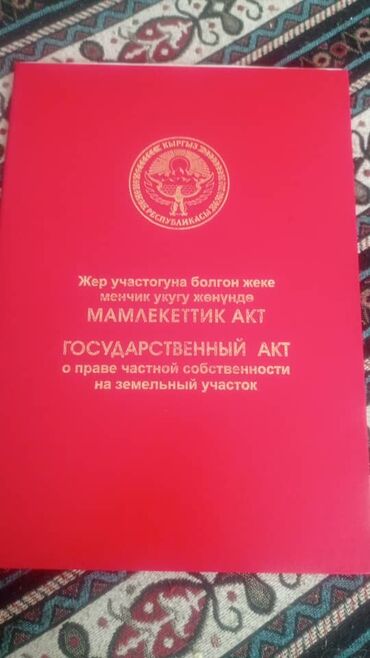 КЫРГЫЗ
РЕСПУБЛИКАСЫ
Жер участогуна болгон жеке
менчик укугу жөнүндө
МАМЛЕКЕТТИК АКТ
ГОСУДАРСТВЕННЫЙ АКТ
о праве частной собственности
на земельный участок